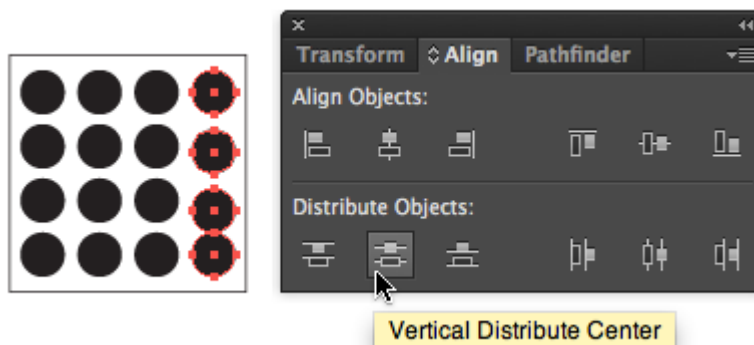 Transform Align Pathfinder
Align Objects:
Distribute Objects:
Vertical Distribute Center